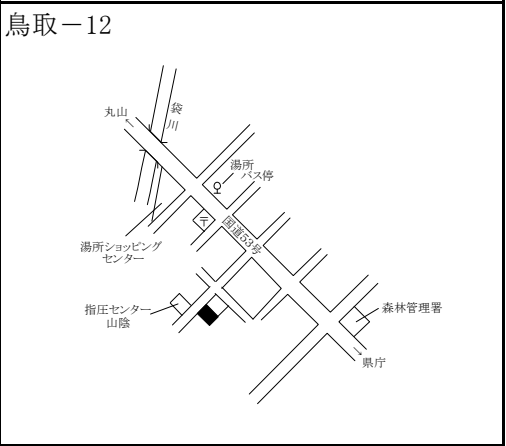 鳥取－12
丸山
袋
川
湯所
バス停
〒
国道53号
湯所ショッピング
センター
指圧センター
山陰
森林管理署
県庁